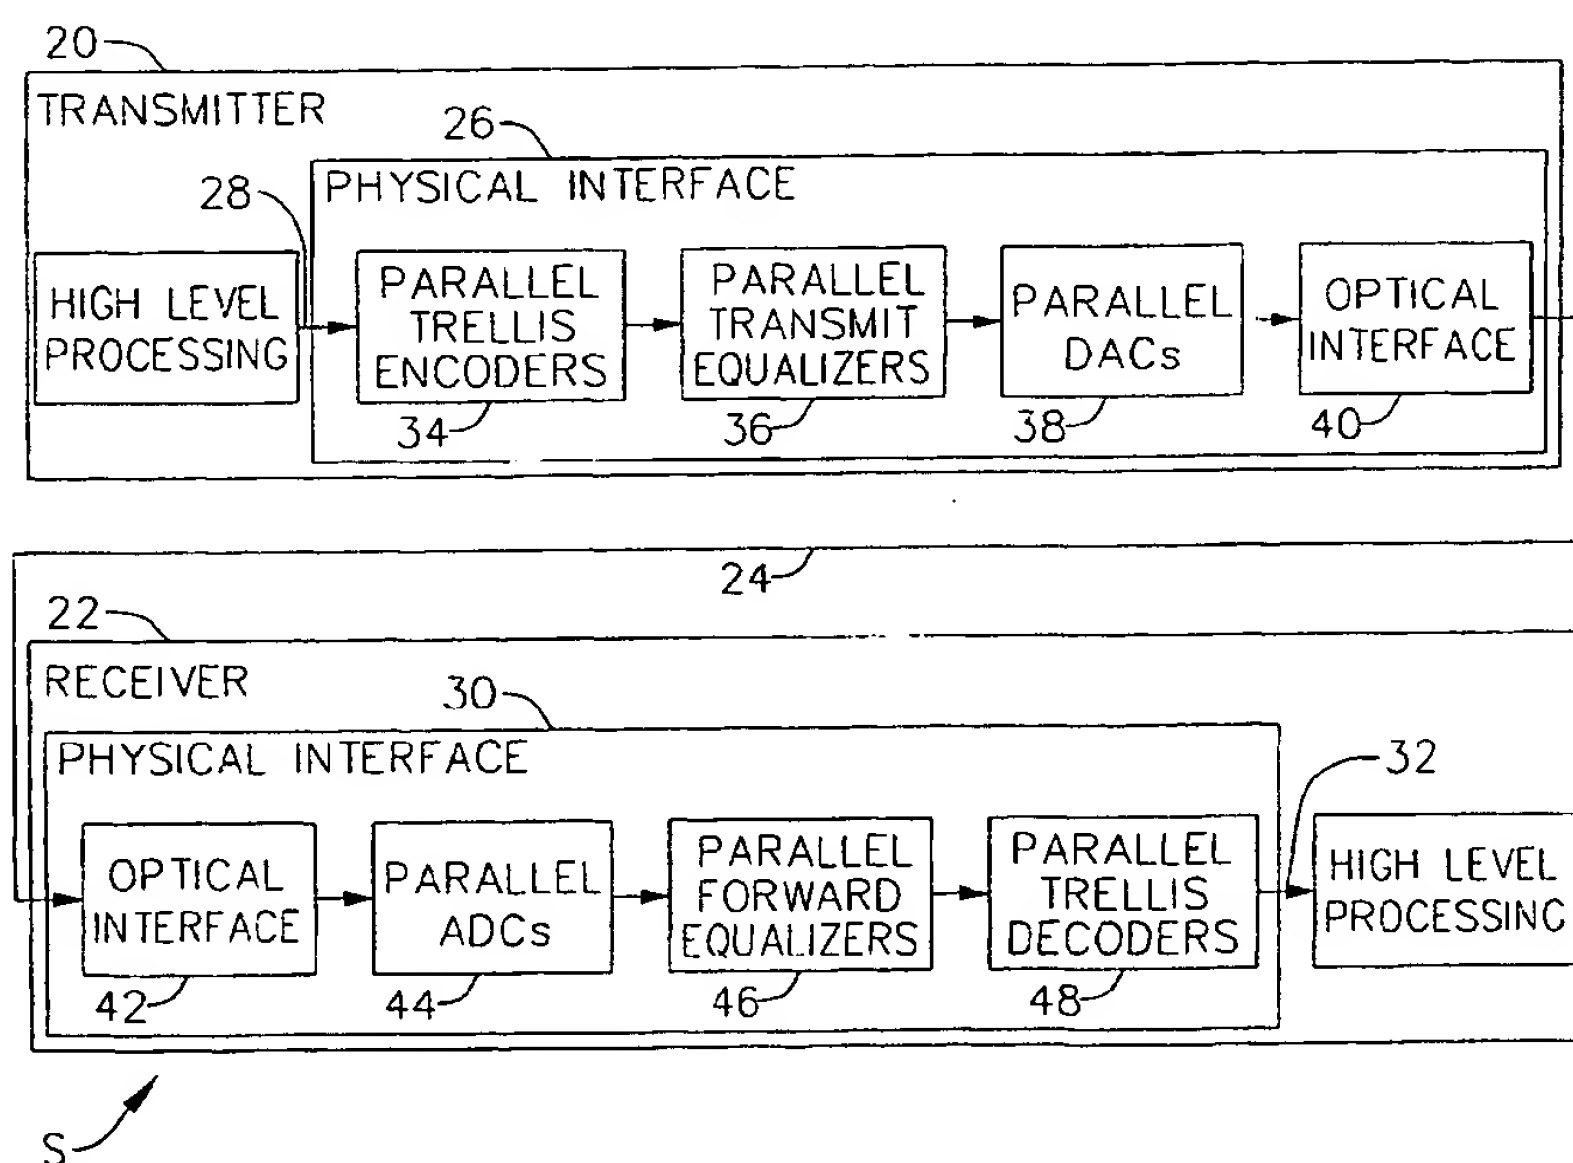 20
TRANSMITTER
26
28
PHYSICAL INTERFACE
HIGH LEVEL
PROCESSING
PARALLEL
TRELLIS
ENCODERS
34
PARALLEL
TRANSMIT
EQUALIZERS
36
PARALLEL
DACs
38
OPTICAL
INTERFACE
40
24
22
RECEIVER
30
PHYSICAL INTERFACE
32
OPTICAL
INTERFACE
42
PARALLEL
ADCs
44
PARALLEL
FORWARD
EQUALIZERS
46
PARALLEL
TRELLIS
DECODERS
48
HIGH LEVEL
PROCESSING
S